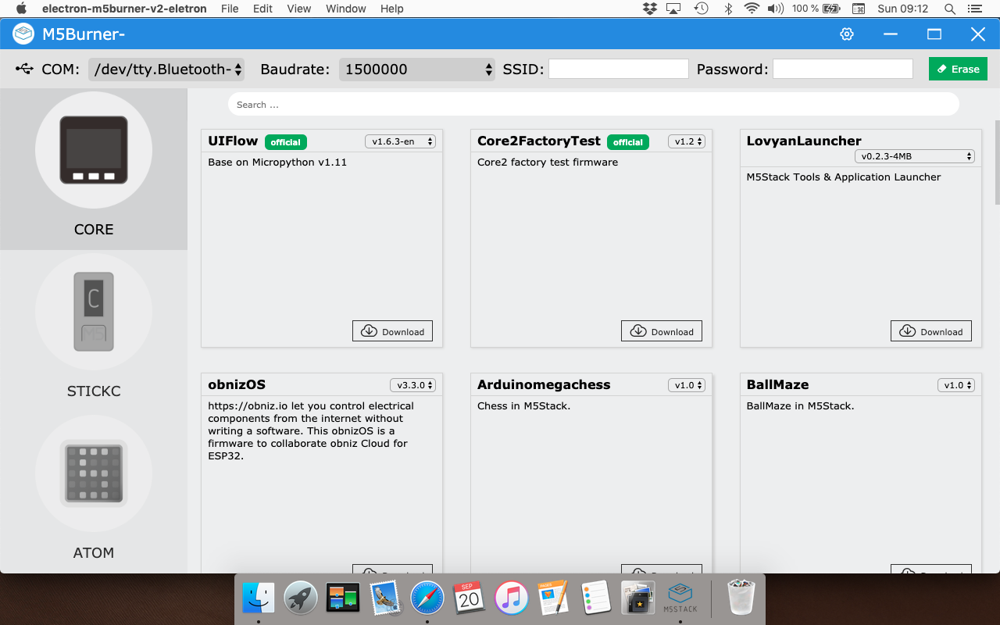 electron-m5burner-v2-eletron File Edit View Window Help 100 % Sun 09:12
M5Burner-
COM: /dev/tty.Bluetooth- Baudrate: 1500000 SSID: Password: Erase
Search ...
CORE
STICKC
ATOM
UIFlow official v1.6.3-en
Base on Micropython v1.11
Download
Core2FactoryTest official v1.2
Core2 factory test firmware
Download
LovyanLauncher
v0.2.3-4MB
M5Stack Tools & Application Launcher
Download
obnizOS v3.3.0
https://obniz.io let you control electrical
components from the internet without
writing a software. This obnizOS is a
firmware to collaborate obniz Cloud for
ESP32.
Download
Arduinomegachess v1.0
Chess in M5Stack.
Download
BallMaze v1.0
BallMaze in M5Stack.
Download
SEP
20
M5STACK